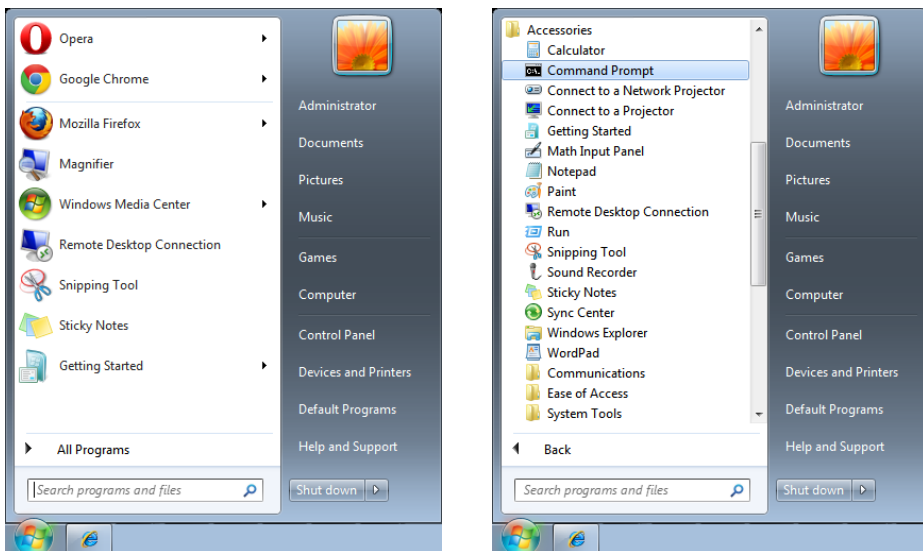 Opera
Google Chrome
Mozilla Firefox
Magnifier
Windows Media Center
Remote Desktop Connection
Snipping Tool
Sticky Notes
Getting Started
All Programs
Search programs and files
Administrator
Documents
Pictures
Music
Games
Computer
Control Panel
Devices and Printers
Default Programs
Help and Support
Shut down
Accessories
Calculator
Command Prompt
Connect to a Network Projector
Connect to a Projector
Getting Started
Math Input Panel
Notepad
Paint
Remote Desktop Connection
Run
Snipping Tool
Sound Recorder
Sticky Notes
Sync Center
Windows Explorer
WordPad
Communications
Ease of Access
System Tools
Back
Search programs and files
Administrator
Documents
Pictures
Music
Games
Computer
Control Panel
Devices and Printers
Default Programs
Help and Support
Shut down